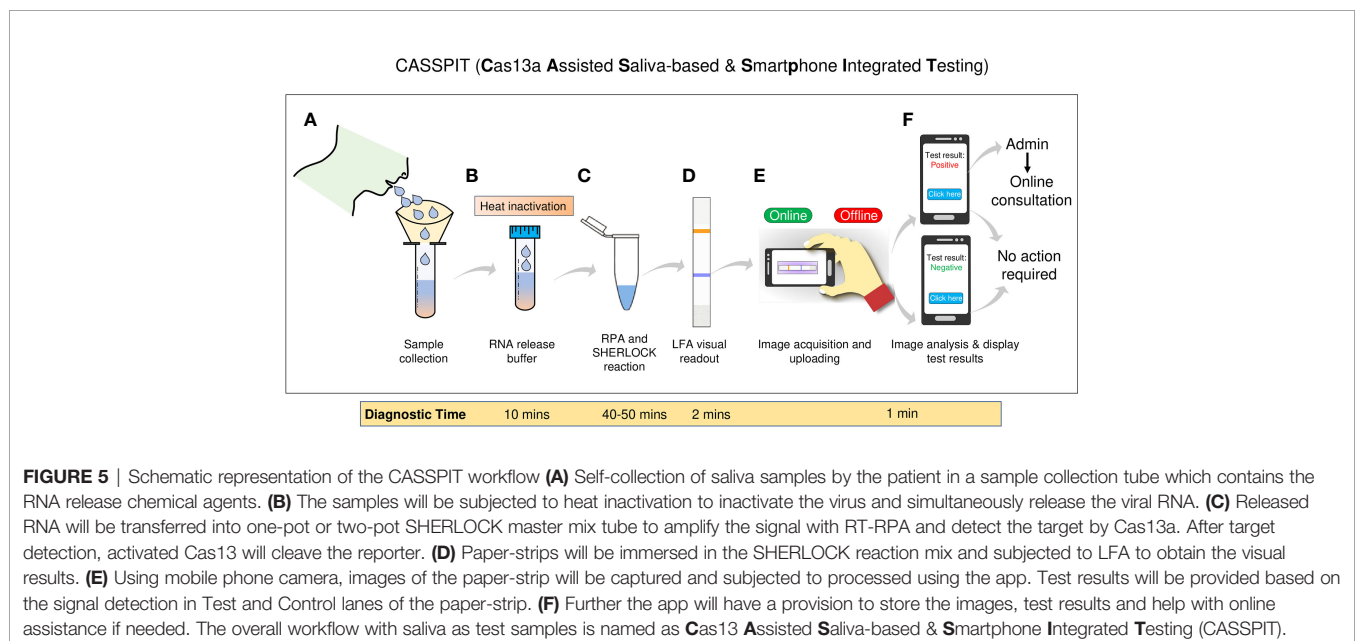 CASSPIT (Cas13a Assisted Saliva-based & Smartphone Integrated Testing)
A
B
C
D
E
F
Heat inactivation
Online
Offline
Test result:
Positive
Click here
Admin
Online
consultation
Test result:
Negative
Click here
No action
required
Sample
collection
RNA release
buffer
RPA and
SHERLOCK
reaction
LFA visual
readout
Image acquisition and
uploading
Image analysis & display
test results
Diagnostic Time 10 mins 40-50 mins 2 mins 1 min
FIGURE 5 | Schematic representation of the CASSPIT workflow (A) Self-collection of saliva samples by the patient in a sample collection tube which contains the
RNA release chemical agents. (B) The samples will be subjected to heat inactivation to inactivate the virus and simultaneously release the viral RNA. (C) Released
RNA will be transferred into one-pot or two-pot SHERLOCK master mix tube to amplify the signal with RT-RPA and detect the target by Cas13a. After target
detection, activated Cas13 will cleave the reporter. (D) Paper-strips will be immersed in the SHERLOCK reaction mix and subjected to LFA to obtain the visual
results. (E) Using mobile phone camera, images of the paper-strip will be captured and subjected to processed using the app. Test results will be provided based on
the signal detection in Test and Control lanes of the paper-strip. (F) Further the app will have a provision to store the images, test results and help with online
assistance if needed. The overall workflow with saliva as test samples is named as Cas13 Assisted Saliva-based & Smartphone Integrated Testing (CASSPIT).